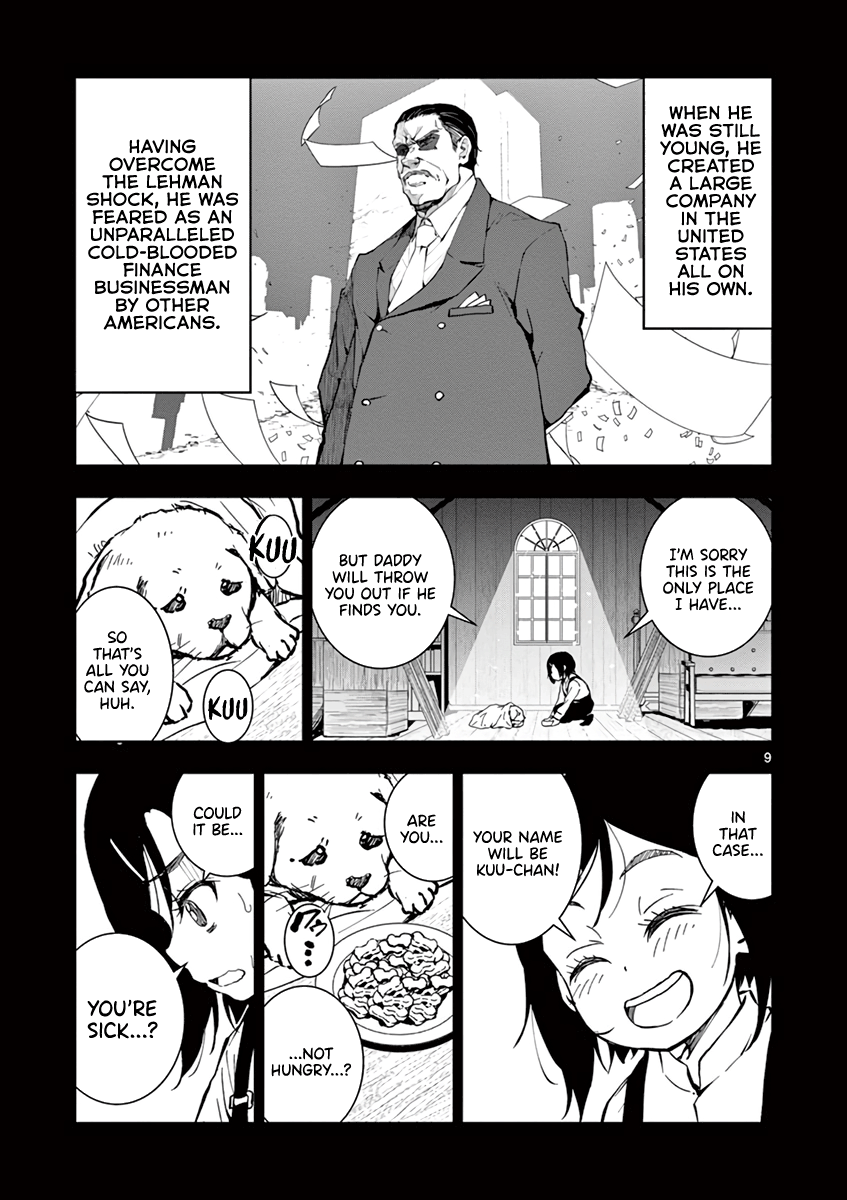 WHEN HE
WAS STILL
YOUNG, HE
CREATED
A LARGE
COMPANY
IN THE
UNITED
STATES
ALL ON
HIS OWN.
HAVING
OVERCOME
THE LEHMAN
SHOCK, HE WAS
FEARED AS AN
UNPARALLELED
COLD-BLOODED
FINANCE
BUSINESSMAN
BY OTHER
AMERICANS.
I'M SORRY
THIS IS THE
ONLY PLACE
I HAVE...
BUT DADDY
WILL THROW
YOU OUT IF HE
FINDS YOU.
KUU
SO
THAT'S
ALL YOU
CAN SAY,
HUH.
KUU
9
IN
THAT
CASE...
YOUR NAME
WILL BE
KUU-CHAN!
ARE
YOU...
...NOT
HUNGRY...?
COULD
IT BE...
YOU'RE
SICK...?